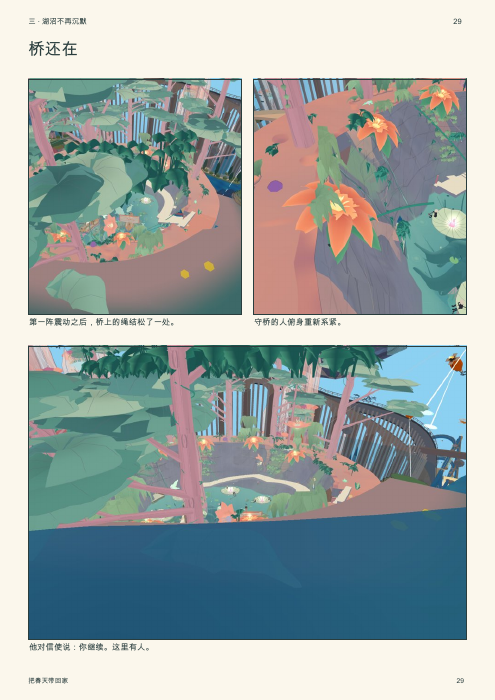 三 · 湖沼不再沉默
29
桥还在
第一阵震动之后，桥上的绳结松了一处。
守桥的人俯身重新系紧。
他对信使说：你继续。这里有人。
把春天带回家
29